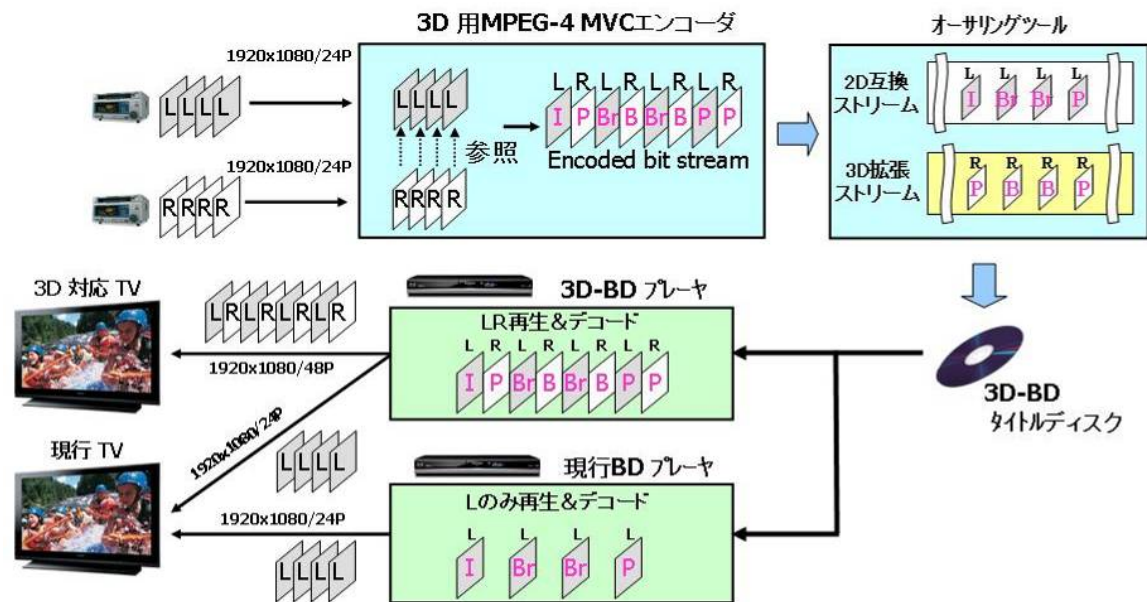 3D 用MPEG-4 MVCエンコーダ
オーサリングツール
1920x1080/24P
L L L L
L L L L
L R L R L R L R
I P Br B Br B P P
参照
Encoded bit stream
1920x1080/24P
R R R R
R R R R
2D互換
ストリーム
L L L L
I Br Br P
3D拡張
ストリーム
R R R R
P B B P
3D 対応 TV
L R L R L R L R
1920x1080/48P
3D-BD プレーヤ
LR再生&デコード
L R L R L R L R
I P Br B Br B P P
3D-BD
タイトルディスク
現行 TV
1920x1080/24P
L L L L
1920x1080/24P
L L L L
現行BD プレーヤ
Lのみ再生&デコード
L L L L
I Br Br P